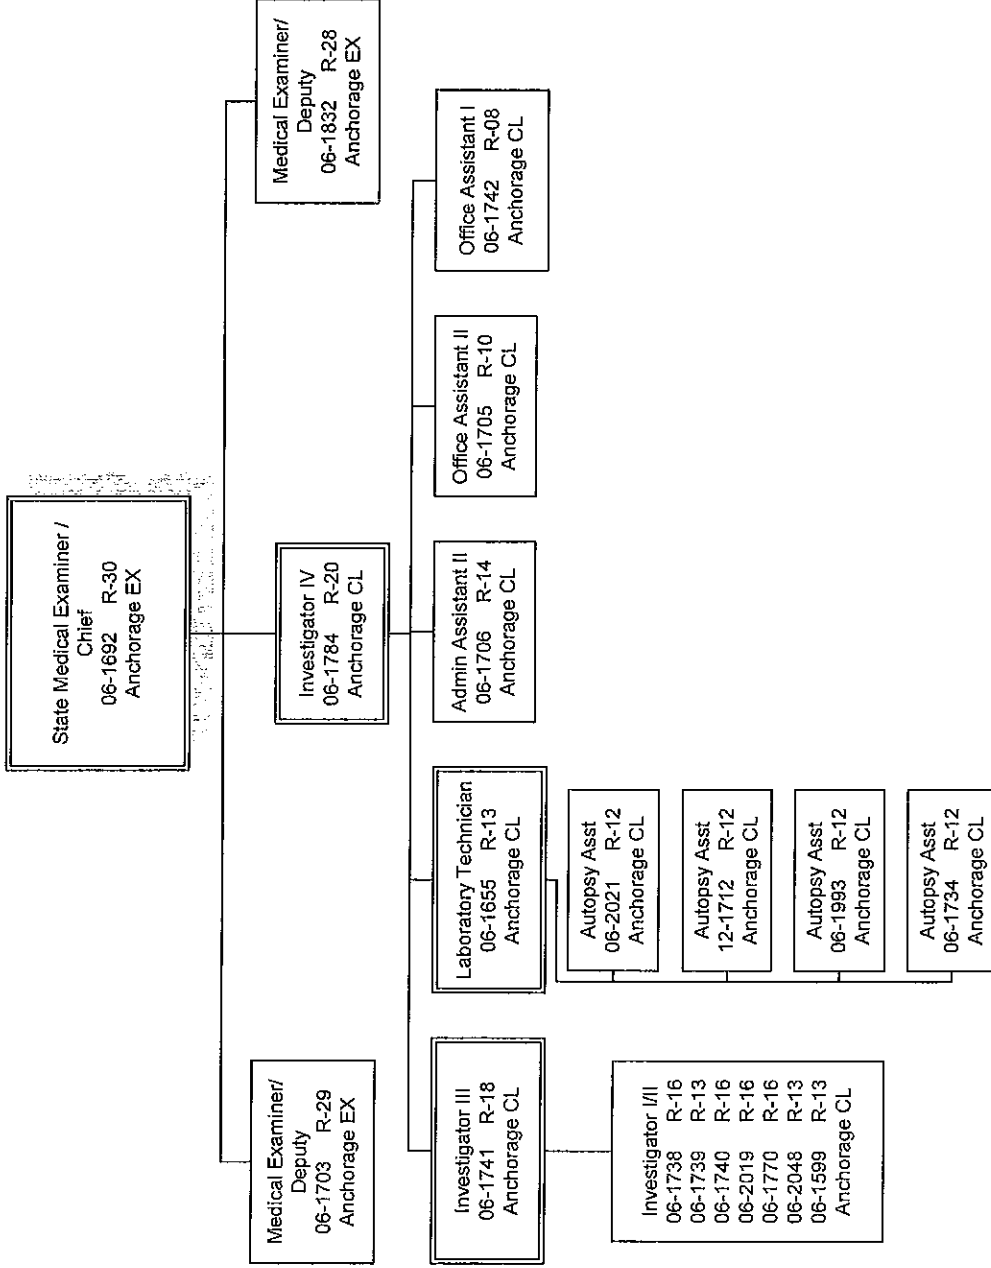 State Medical Examiner /
Chief
06-1692 R-30
Anchorage EX
Medical Examiner/
Deputy
06-1703 R-29
Anchorage EX
Investigator IV
06-1784 R-20
Anchorage CL
Medical Examiner/
Deputy
06-1832 R-28
Anchorage EX
Investigator III
06-1741 R-18
Anchorage CL
Laboratory Technician
06-1655 R-13
Anchorage CL
Admin Assistant II
06-1706 R-14
Anchorage CL
Office Assistant II
06-1705 R-10
Anchorage CL
Office Assistant I
06-1742 R-08
Anchorage CL
Investigator I/II
06-1738 R-16
06-1739 R-13
06-1740 R-16
06-2019 R-16
06-1770 R-16
06-2048 R-13
06-1599 R-13
Anchorage CL
Autopsy Asst
06-2021 R-12
Anchorage CL
Autopsy Asst
12-1712 R-12
Anchorage CL
Autopsy Asst
06-1993 R-12
Anchorage CL
Autopsy Asst
06-1734 R-12
Anchorage CL